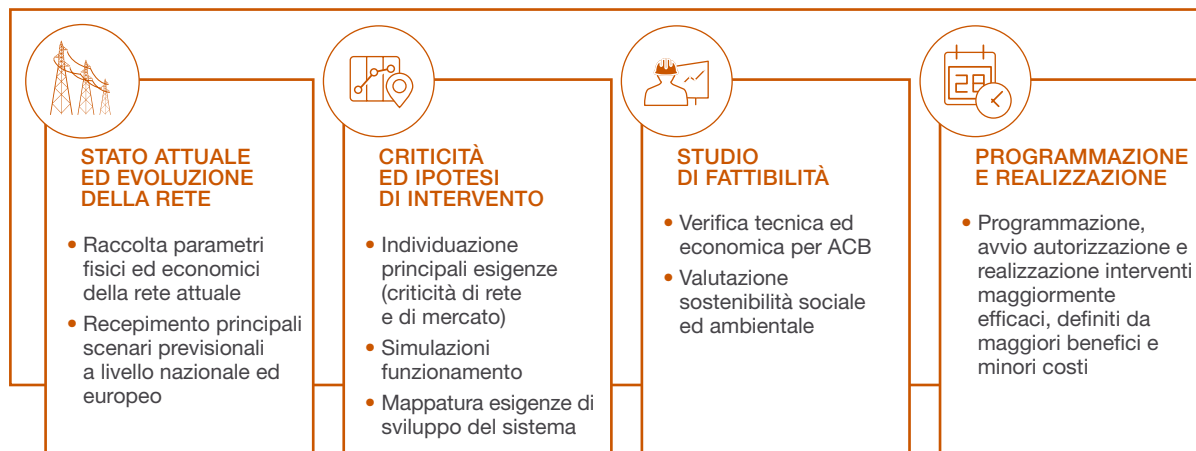 STATO ATTUALE
ED EVOLUZIONE
DELLA RETE
• Raccolta parametri
fisici ed economici
della rete attuale
• Recepimento principali
scenari previsionali
a livello nazionale ed
europeo
CRITICITÀ
ED IPOTESI
DI INTERVENTO
• Individuazione
principali esigenze
(criticità di rete
e di mercato)
• Simulazioni
funzionamento
• Mappatura esigenze di
sviluppo del sistema
STUDIO
DI FATTIBILITÀ
• Verifica tecnica ed
economica per ACB
• Valutazione
sostenibilità sociale
ed ambientale
28
PROGRAMMAZIONE
E REALIZZAZIONE
• Programmazione,
avvio autorizzazione e
realizzazione interventi
maggiormente
efficaci, definiti da
maggiori benefici e
minori costi